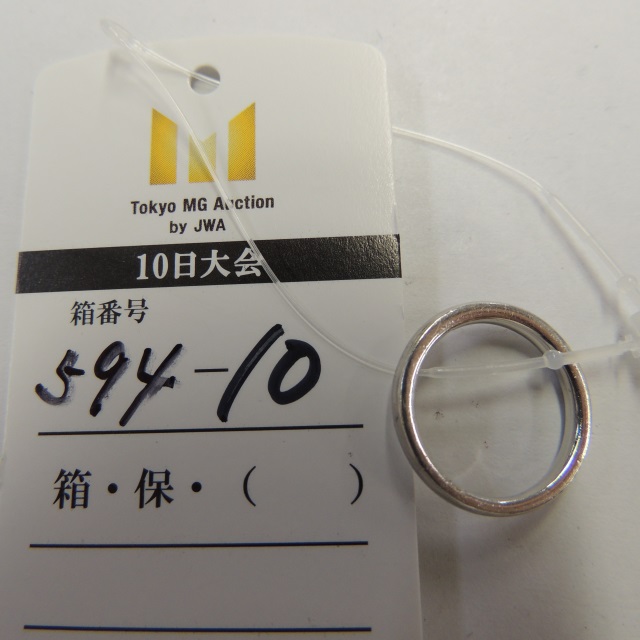 Tokyo MG Auction
by JWA
10日大会
箱番号
594-10
箱・保・（　　）